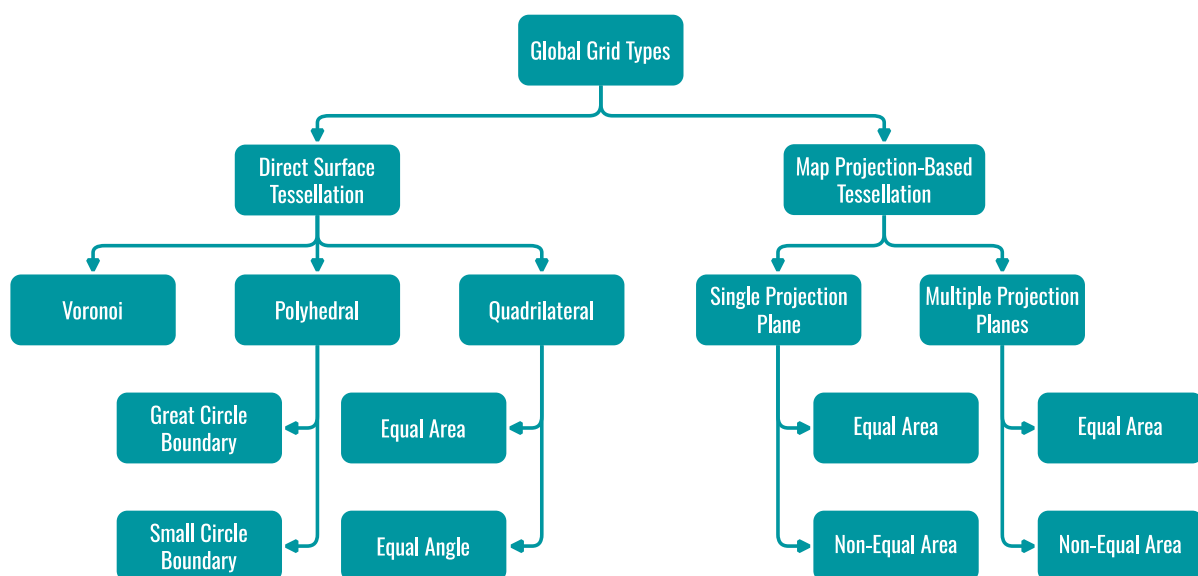 Global Grid Types
Direct Surface
Tessellation
Map Projection-Based
Tessellation
Voronoi
Polyhedral
Quadrilateral
Single Projection
Plane
Multiple Projection
Planes
Great Circle
Boundary
Equal Area
Equal Area
Equal Area
Small Circle
Boundary
Equal Angle
Non-Equal Area
Non-Equal Area